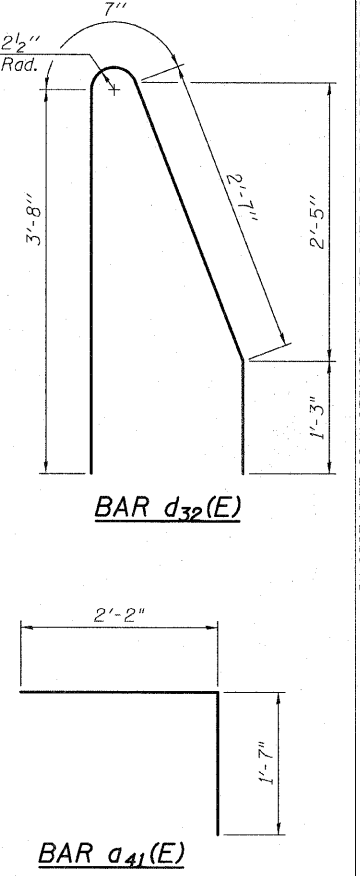 7"
2½"
Rad.
3'-8"
2'-7"
2'-5"
1'-3"
BAR d32(E)
2'-2"
1'-7"
BAR a41(E)